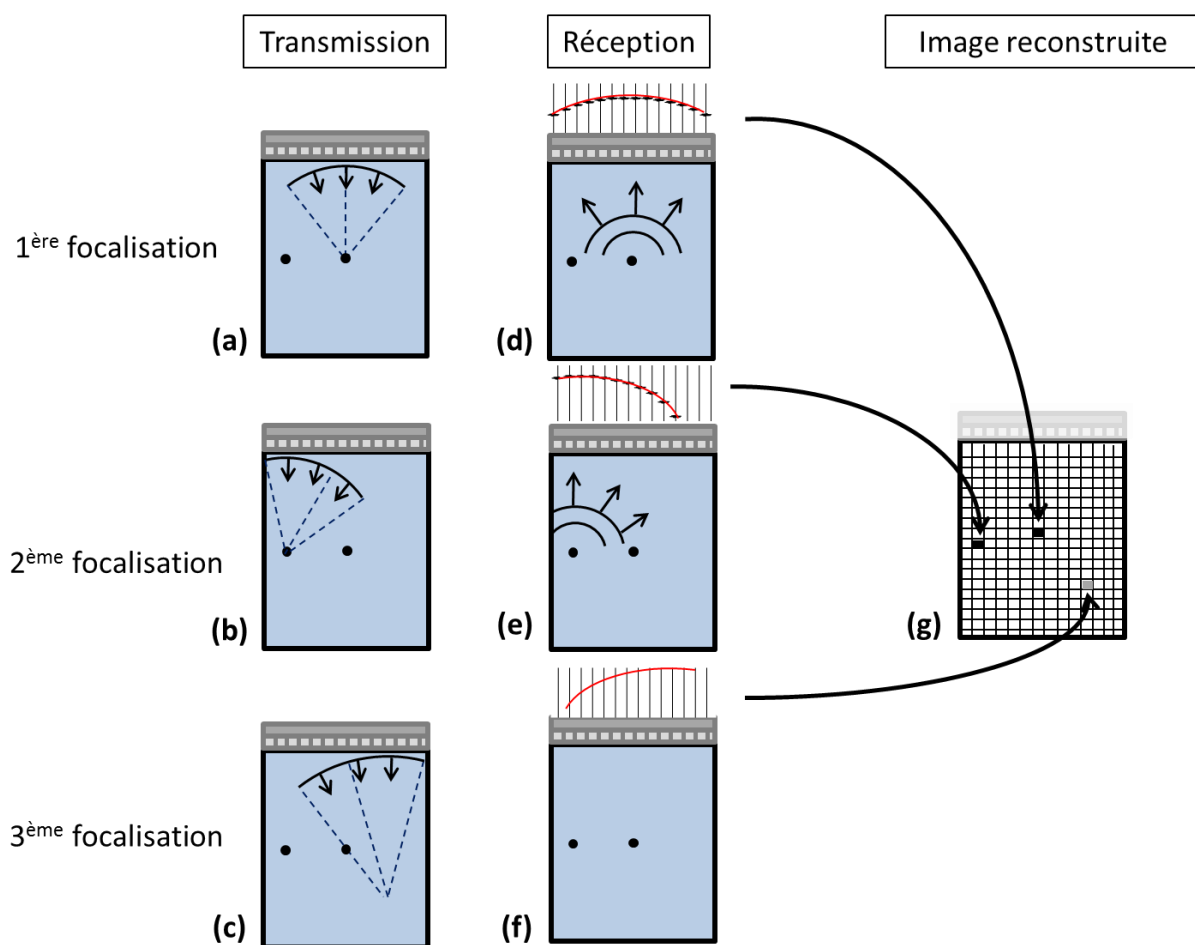 Transmission
Réception
Image reconstruite
1ère focalisation
(a)
(d)
2ème focalisation
(b)
(e)
(g)
3ème focalisation
(c)
(f)